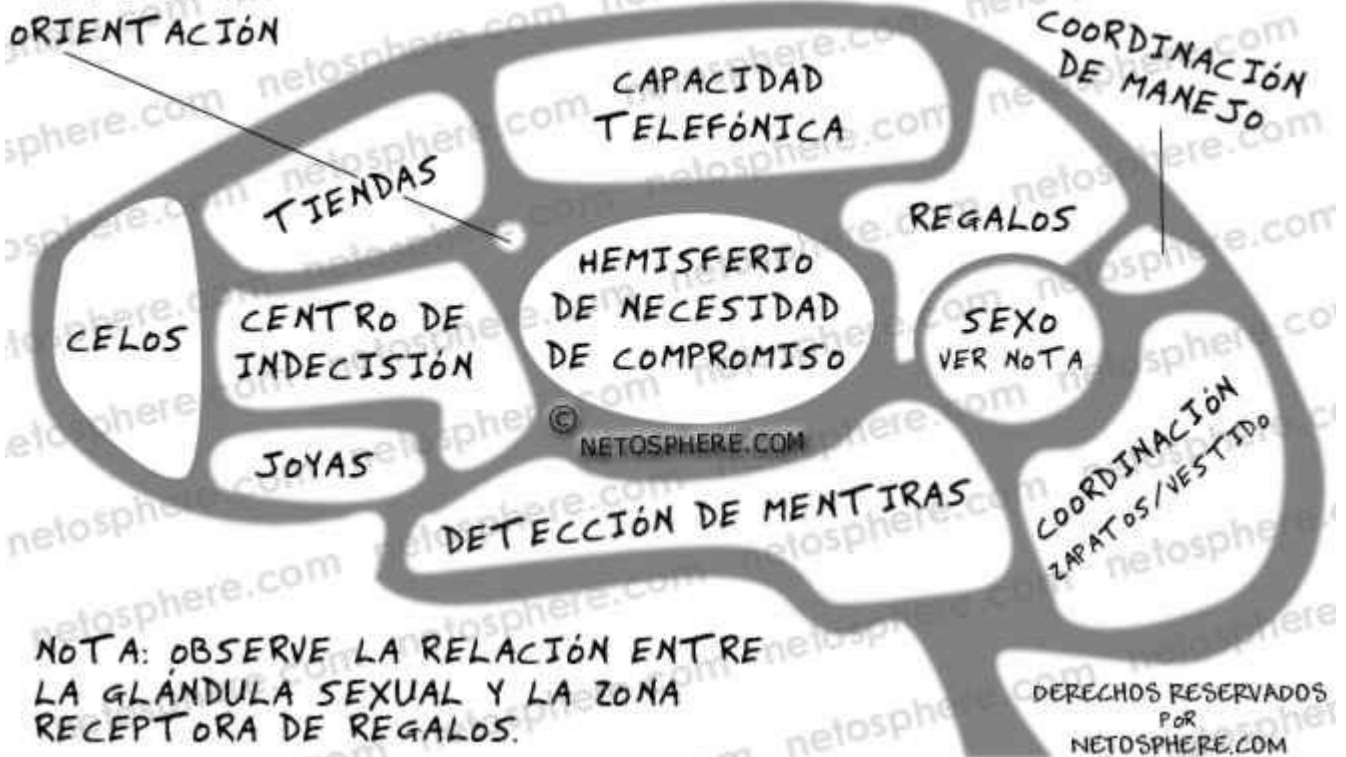 ORIENTACIÓN
COORDINACIÓN
DE MANEJO
CAPACIDAD
TELEFÓNICA
TIENDAS
REGALOS
HEMISFERIO
DE NECESIDAD
DE COMPROMISO
CELOS
CENTRO DE
INDECISIÓN
SEXO
VER NOTA
JOYAS
© NETOSPHERE.COM
DETECCIÓN DE MENTIRAS
COORDINACIÓN
ZAPATOS/VESTIDO
NOTA: OBSERVE LA RELACIÓN ENTRE
LA GLÁNDULA SEXUAL Y LA ZONA
RECEPTORA DE REGALOS.
DERECHOS RESERVADOS
POR
NETOSPHERE.COM
netosphere.com